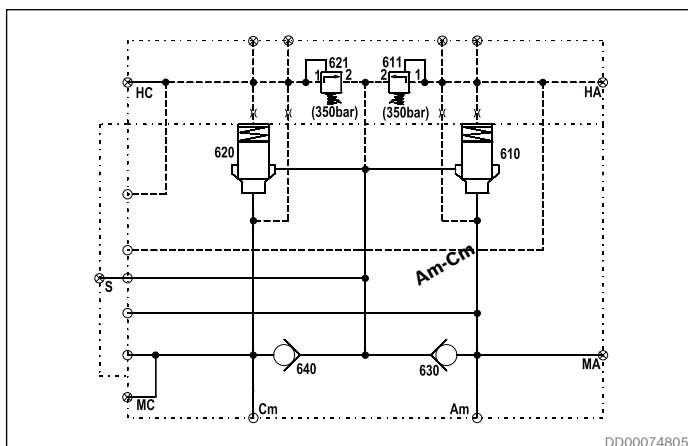 621 611
1 2 2 1
HC HA
(350bar) (350bar)
620 610
Am-Cm
S
640 630 MA
MC Cm Am
DD00074805